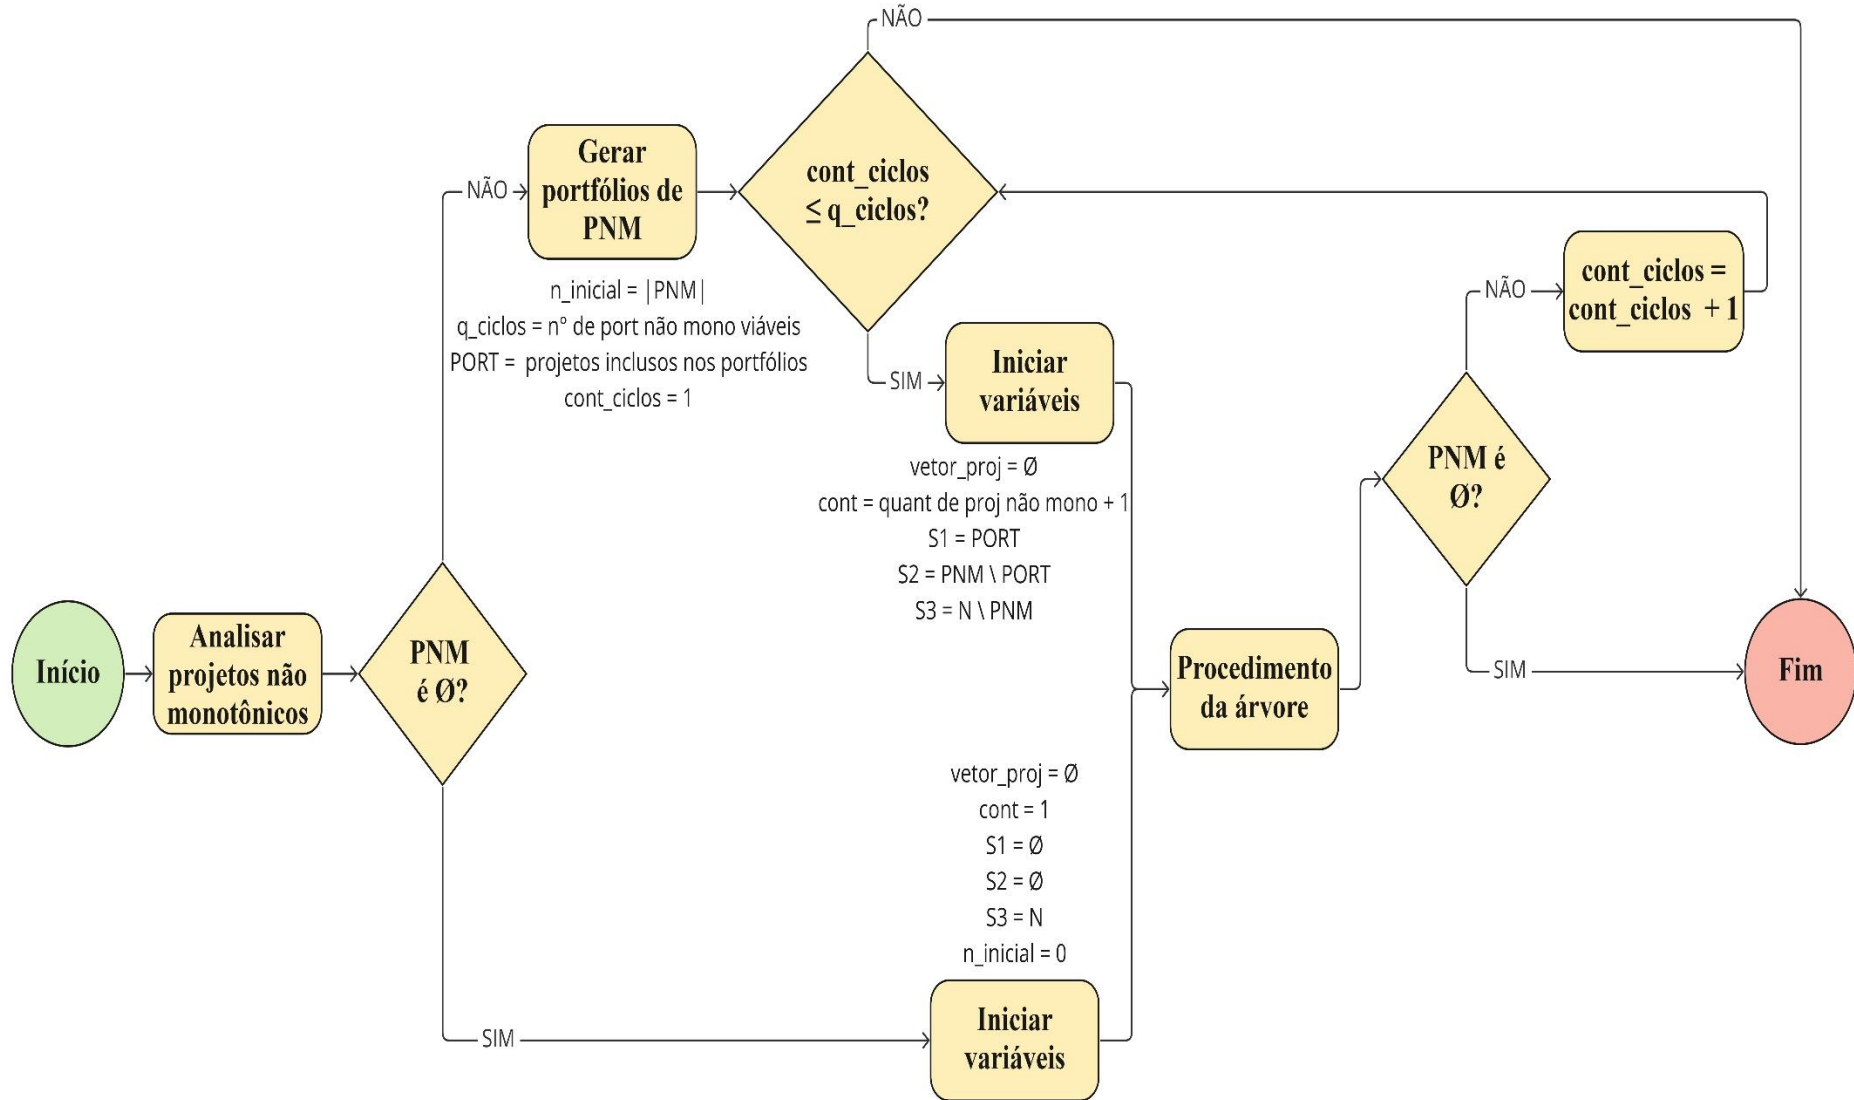 NÃO
Gerar
portfólios de
PNM
NÃO
cont_ciclos
≤ q_ciclos?
n_inicial = |PNM|
q_ciclos = nº de port não mono viáveis
PORT = projetos inclusos nos portfólios
cont_ciclos = 1
SIM
Iniciar
variáveis
vetor_proj = Ø
cont = quant de proj não mono + 1
S1 = PORT
S2 = PNM \ PORT
S3 = N \ PNM
NÃO
cont_ciclos =
cont_ciclos + 1
PNM é
Ø?
SIM
Início
Analisar
projetos não
monotônicos
PNM
é Ø?
Procedimento
da árvore
Fim
vetor_proj = Ø
cont = 1
S1 = Ø
S2 = Ø
S3 = N
n_inicial = 0
SIM
Iniciar
variáveis